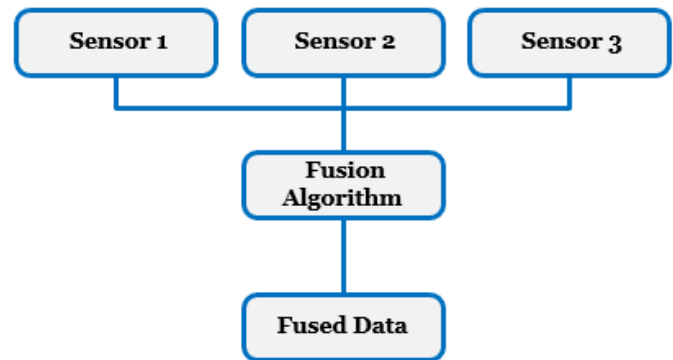 Sensor 1
Sensor 2
Sensor 3
Fusion
Algorithm
Fused Data